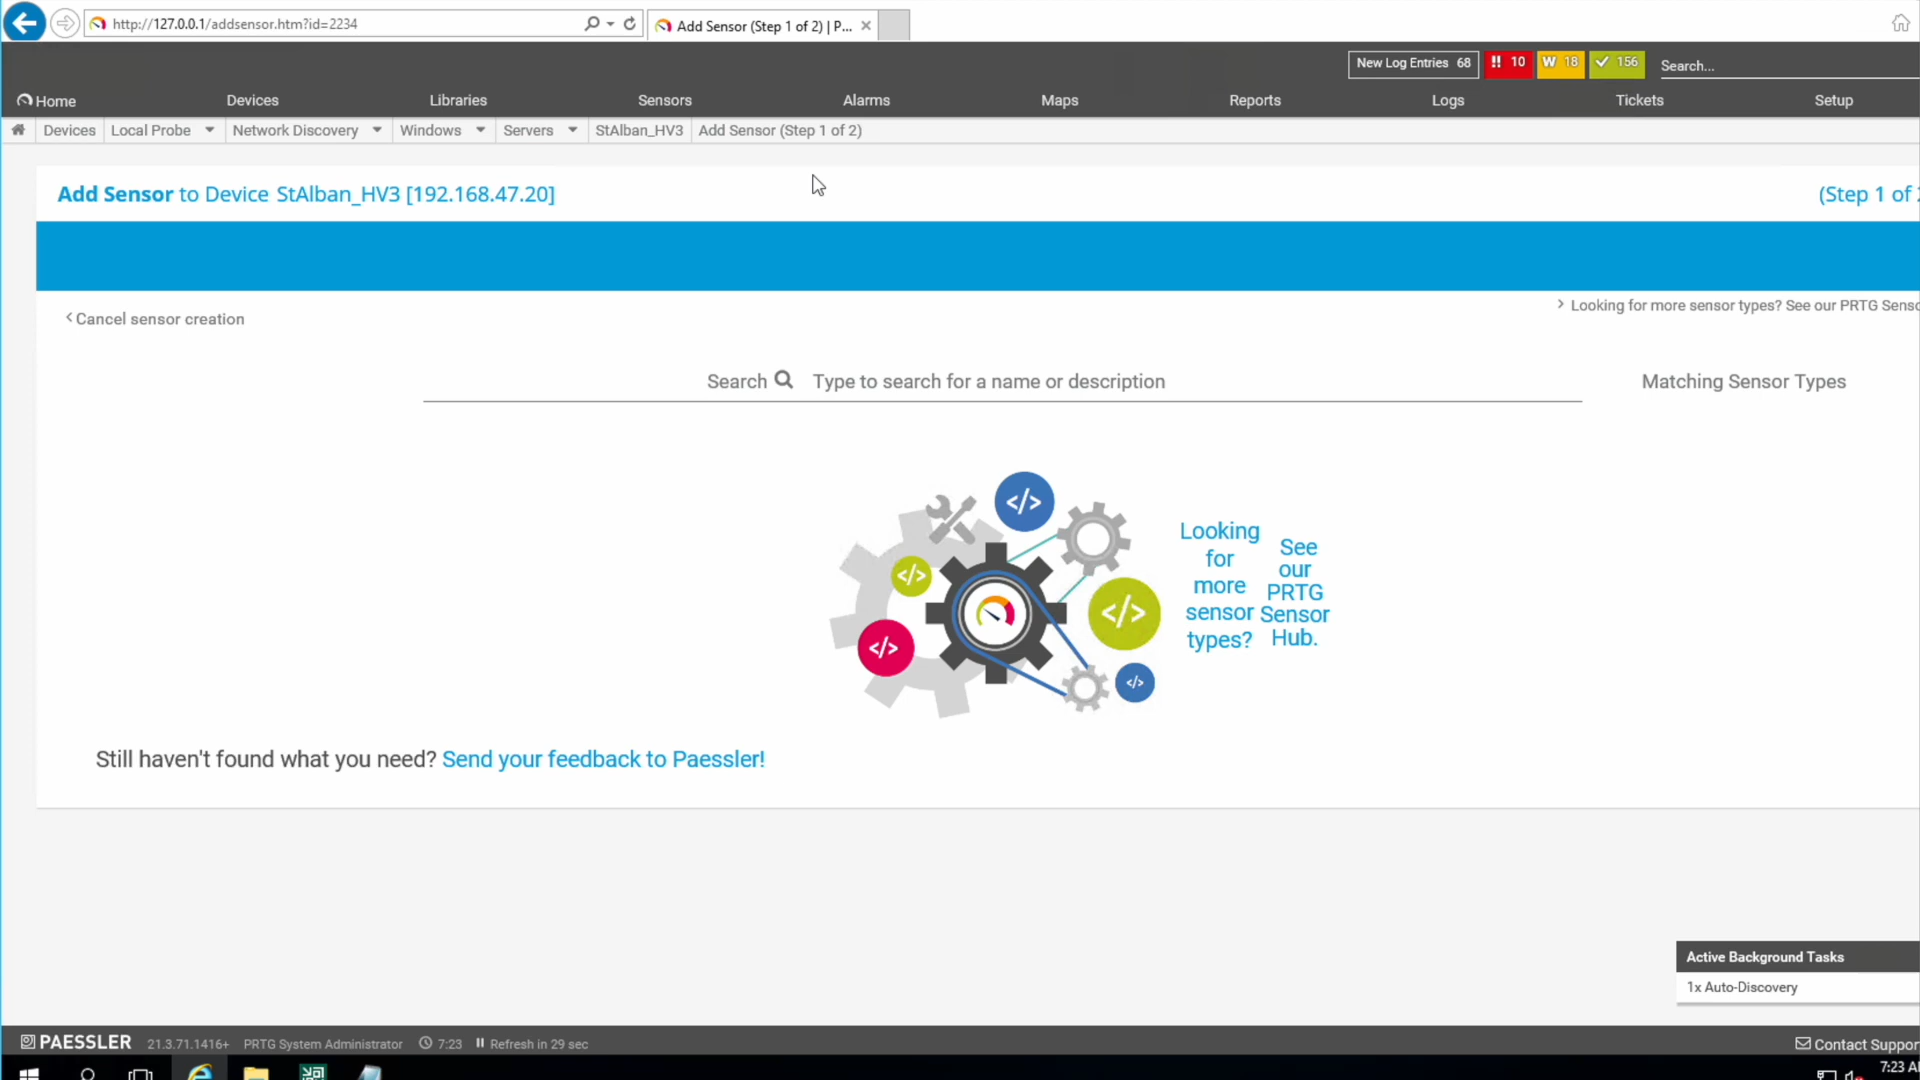 http://127.0.0.1/addsensor.htm?id=2234
Add Sensor (Step 1 of 2) | P...
New Log Entries 68
!! 10
W 18
156
Search...
Home
Devices
Libraries
Sensors
Alarms
Maps
Reports
Logs
Tickets
Setup
Devices
Local Probe
Network Discovery
Windows
Servers
StAlban_HV3
Add Sensor (Step 1 of 2)
Add Sensor to Device StAlban_HV3 [192.168.47.20]
(Step 1 of 2
Cancel sensor creation
Looking for more sensor types? See our PRTG Senso
Search
Type to search for a name or description
Matching Sensor Types
</>
</>
</>
</>
</>
Looking
for
more
sensor
types?
See
our
PRTG
Sensor
Hub.
Still haven't found what you need? Send your feedback to Paessler!
Active Background Tasks
1x Auto-Discovery
PAESSLER
21.3.71.1416+
PRTG System Administrator
7:23
Refresh in 29 sec
Contact Suppor
7:23 A